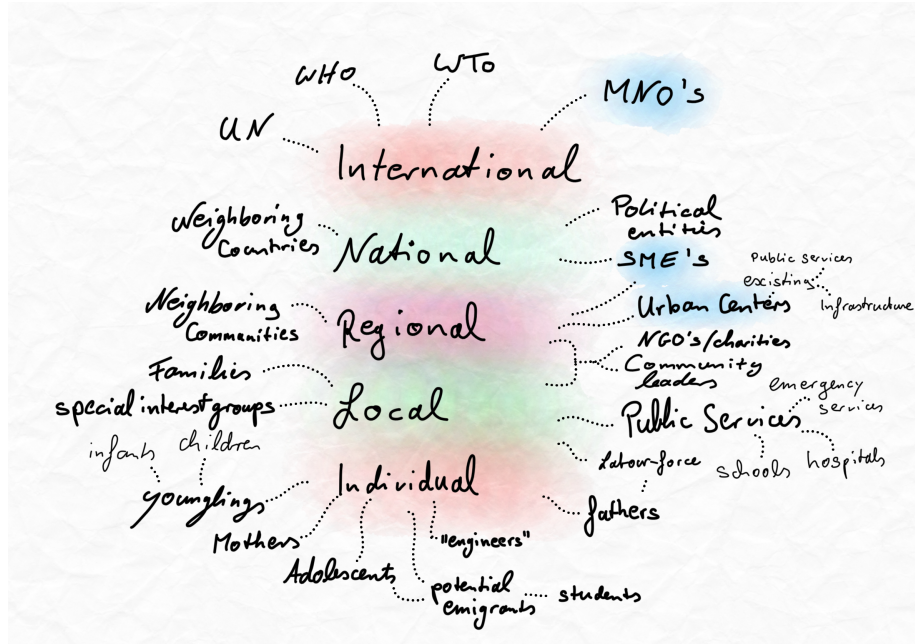 WHO
WTO
MNO's
UN
International
Neighboring
Countries
National
Political
entities
SME's
Public services
existing
Infrastructure
Urban Centers
Neighboring
Communities
Regional
NGO's/charities
Community
leaders
Families
special interest groups
Local
emergency
services
Public Services
Labour-force
schools
hospitals
infants
children
younglings
Individual
fathers
Mothers
"engineers"
Adolescents
potential
emigrants
students